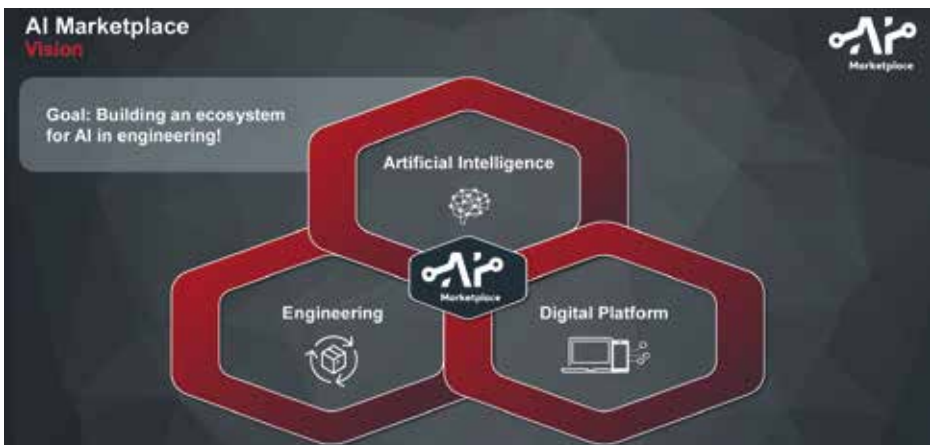 AI Marketplace
Vision
Marketplace
Goal: Building an ecosystem
for AI in engineering!
Artificial Intelligence
Marketplace
Engineering
Digital Platform